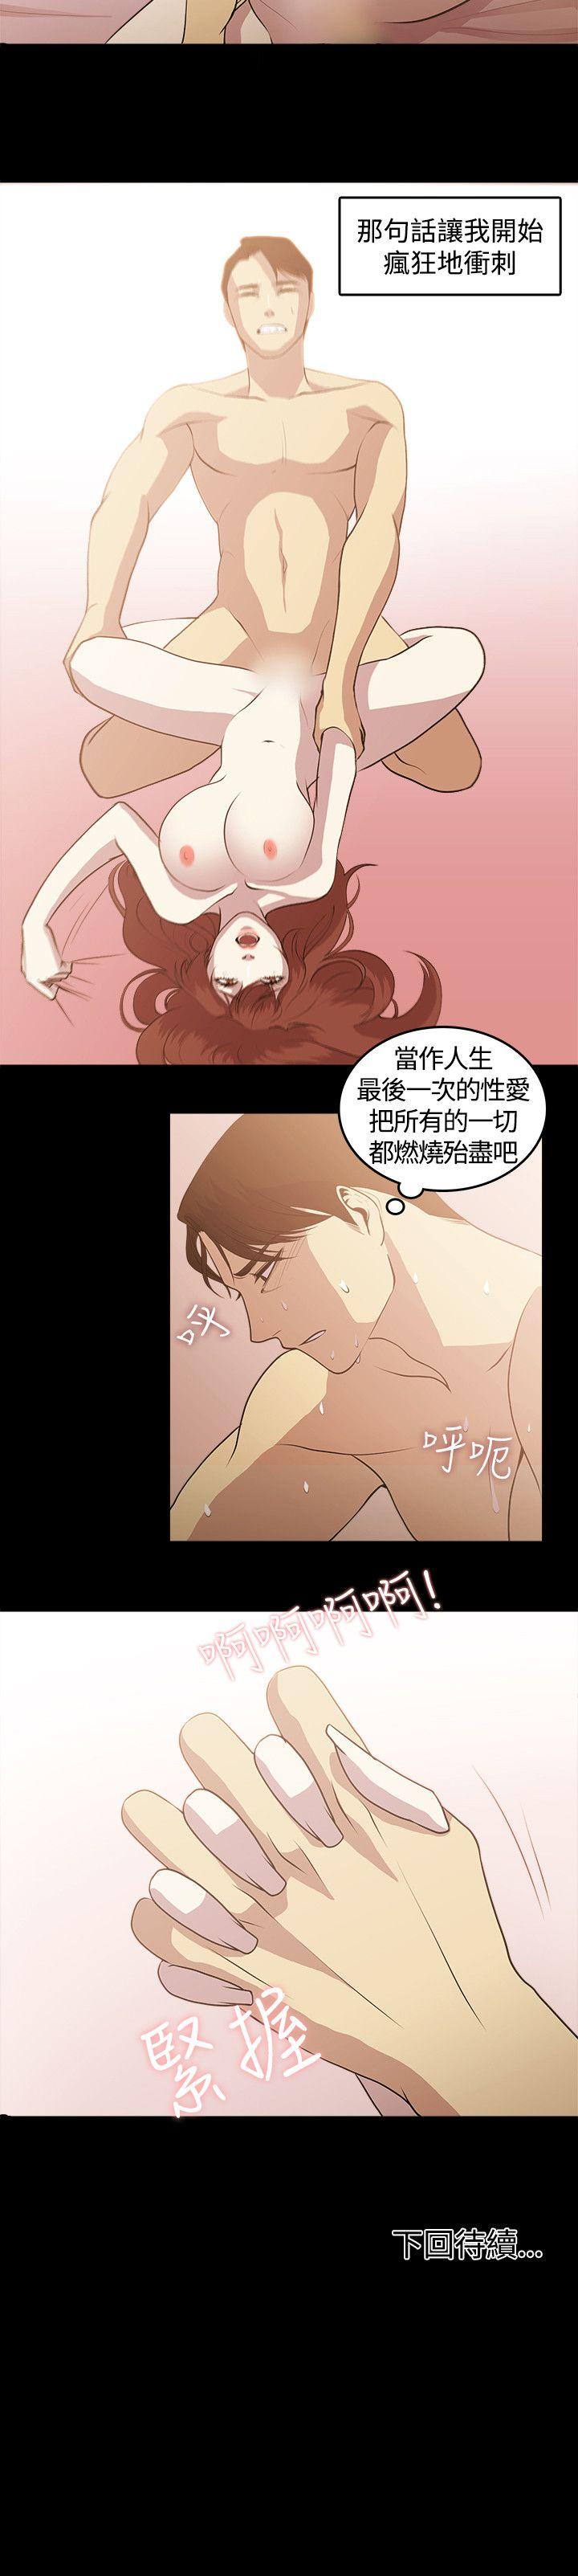 那句話讓我開始
瘋狂地衝刺
當作人生
最後一次的性愛
把所有的一切
都燃燒殆盡吧
呼
呼呃
啊啊啊啊!
緊握
下回待續...